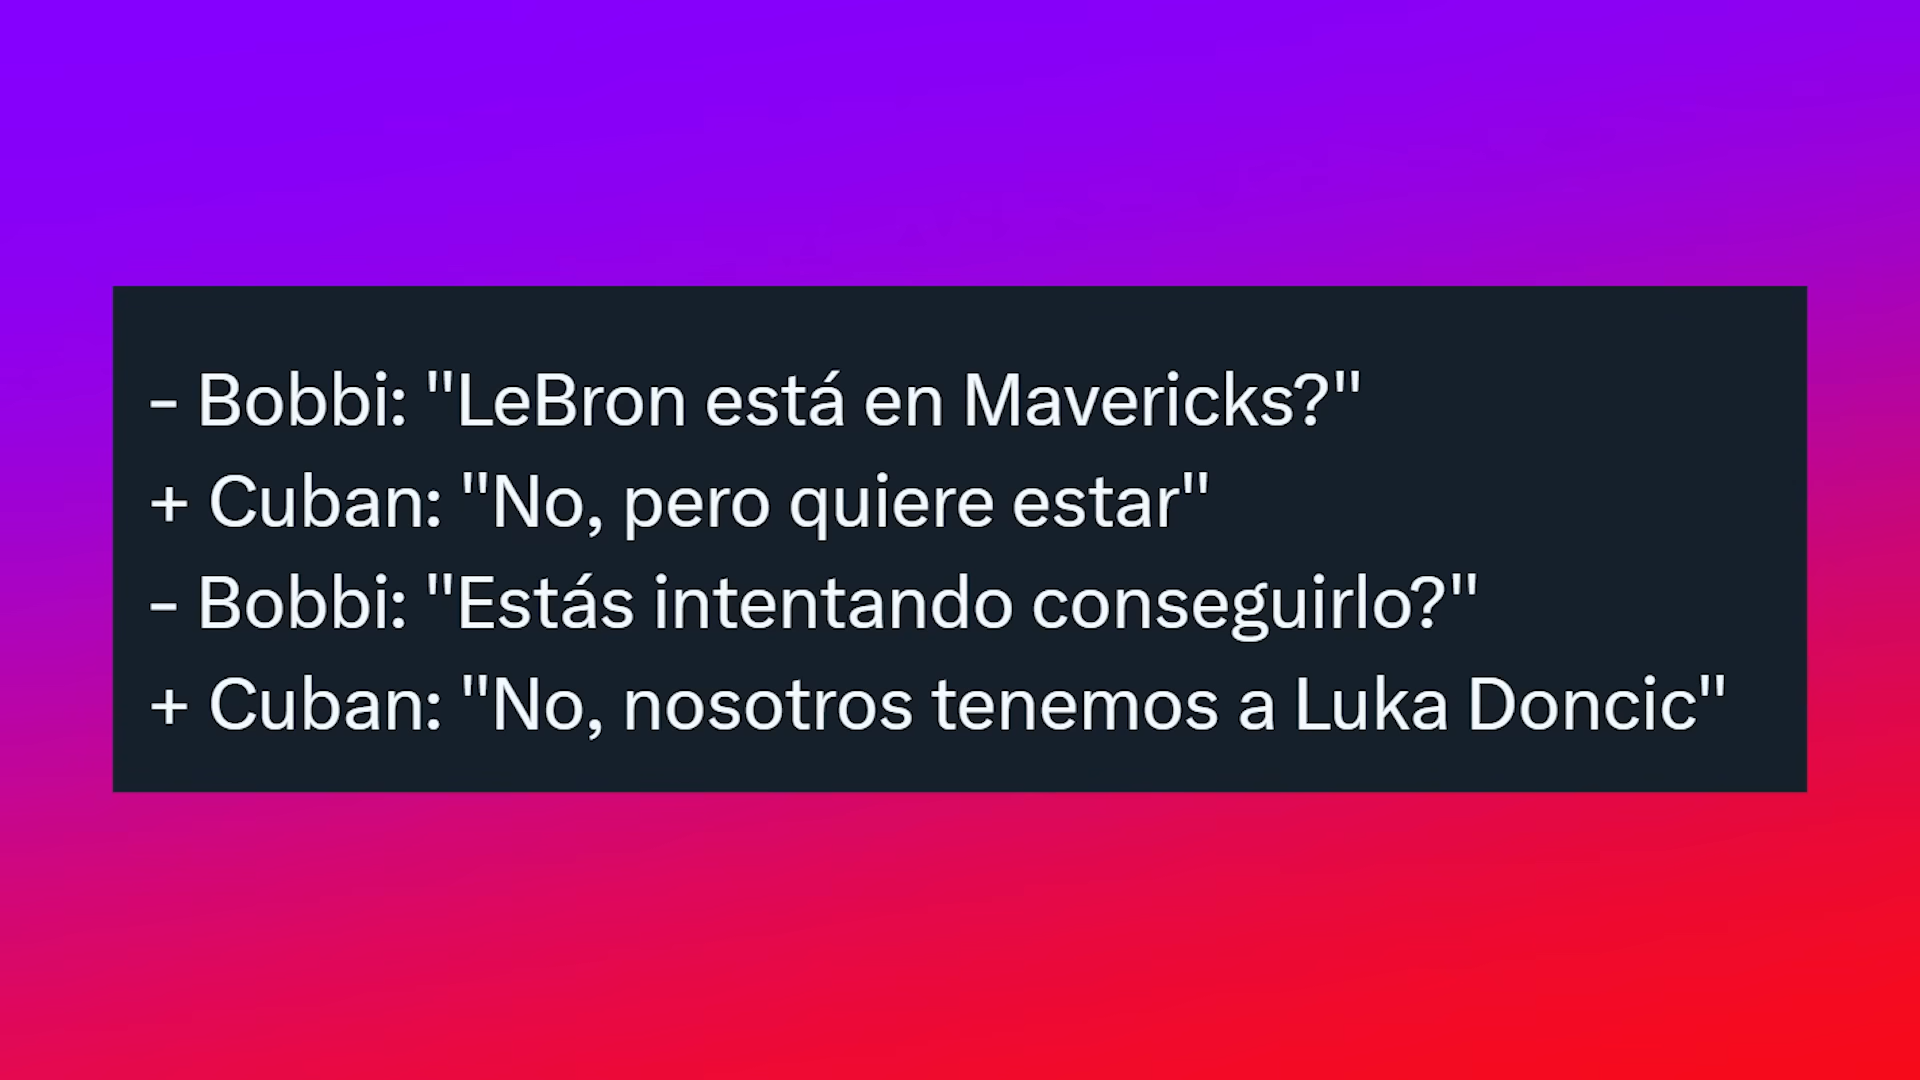 - Bobbi: "LeBron está en Mavericks?"
+ Cuban: "No, pero quiere estar"
- Bobbi: "Estás intentando conseguirlo?"
+ Cuban: "No, nosotros tenemos a Luka Doncic"